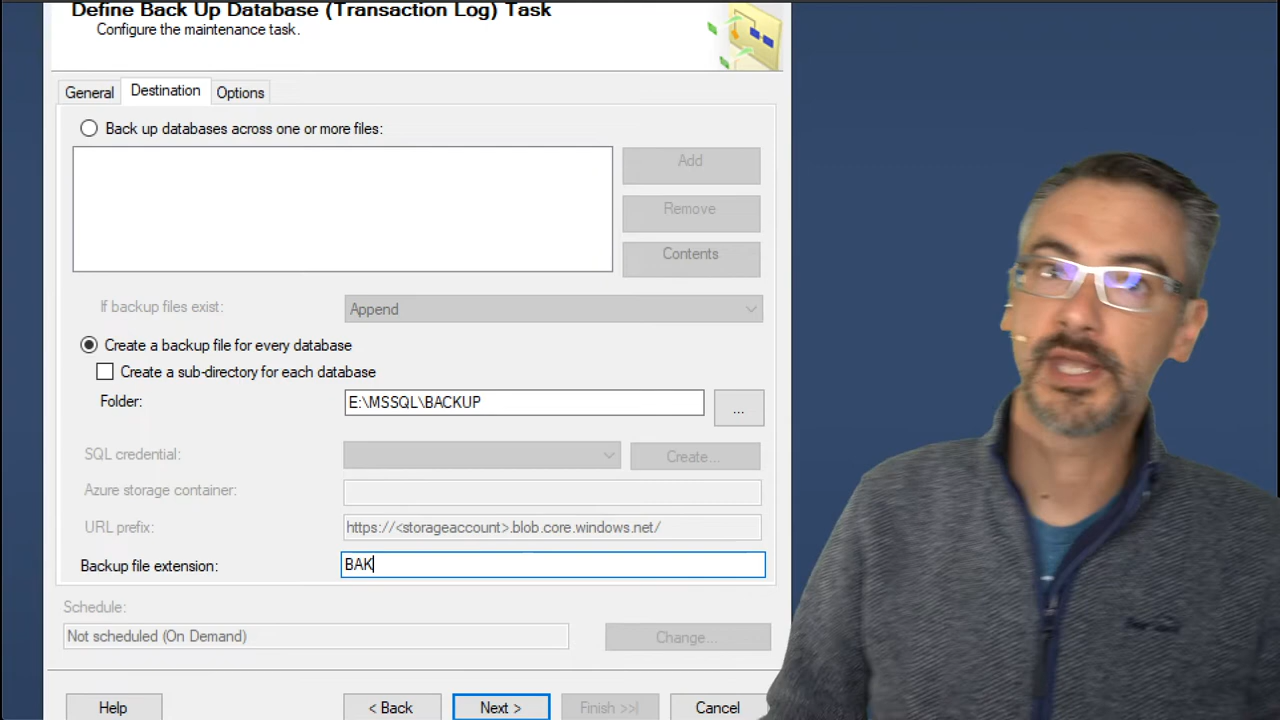 Define Back Up Database (Transaction Log) Task
Configure the maintenance task.
General Destination Options
Back up databases across one or more files:
Add
Remove
Contents
If backup files exist: Append
Create a backup file for every database
Create a sub-directory for each database
Folder: E:\MSSQL\BACKUP ...
SQL credential: Create...
Azure storage container:
URL prefix: https://<storageaccount>.blob.core.windows.net/
Backup file extension: BAK
Schedule:
Not scheduled (On Demand) Change...
Help < Back Next > Finish >>| Cancel